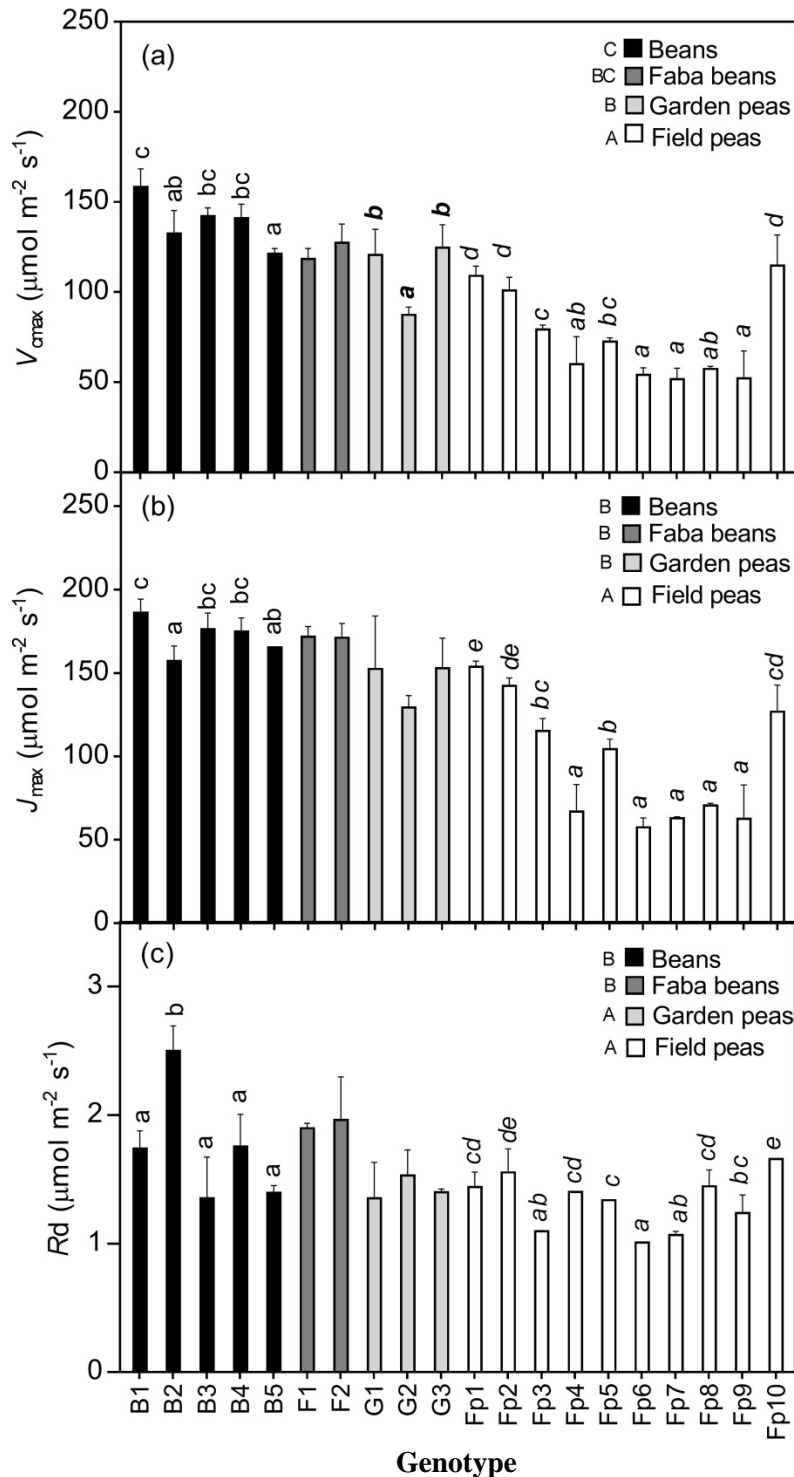 250
(a)
C Beans
BC Faba beans
B Garden peas
A Field peas
200
150
100
50
0
Vcmax (μmol m-2 s-1)
c ab bc bc a b a b d d c ab bc a a ab a d
250
(b)
B Beans
B Faba beans
B Garden peas
A Field peas
200
150
100
50
0
Jmax (μmol m-2 s-1)
c a bc bc ab e de bc a b a a a a cd
(c)
B Beans
B Faba beans
A Garden peas
A Field peas
3
2
1
0
Rd (μmol m-2 s-1)
a b a a a cd de ab cd c a ab cd bc e
B1 B2 B3 B4 B5 F1 F2 G1 G2 G3 Fp1 Fp2 Fp3 Fp4 Fp5 Fp6 Fp7 Fp8 Fp9 Fp10
Genotype